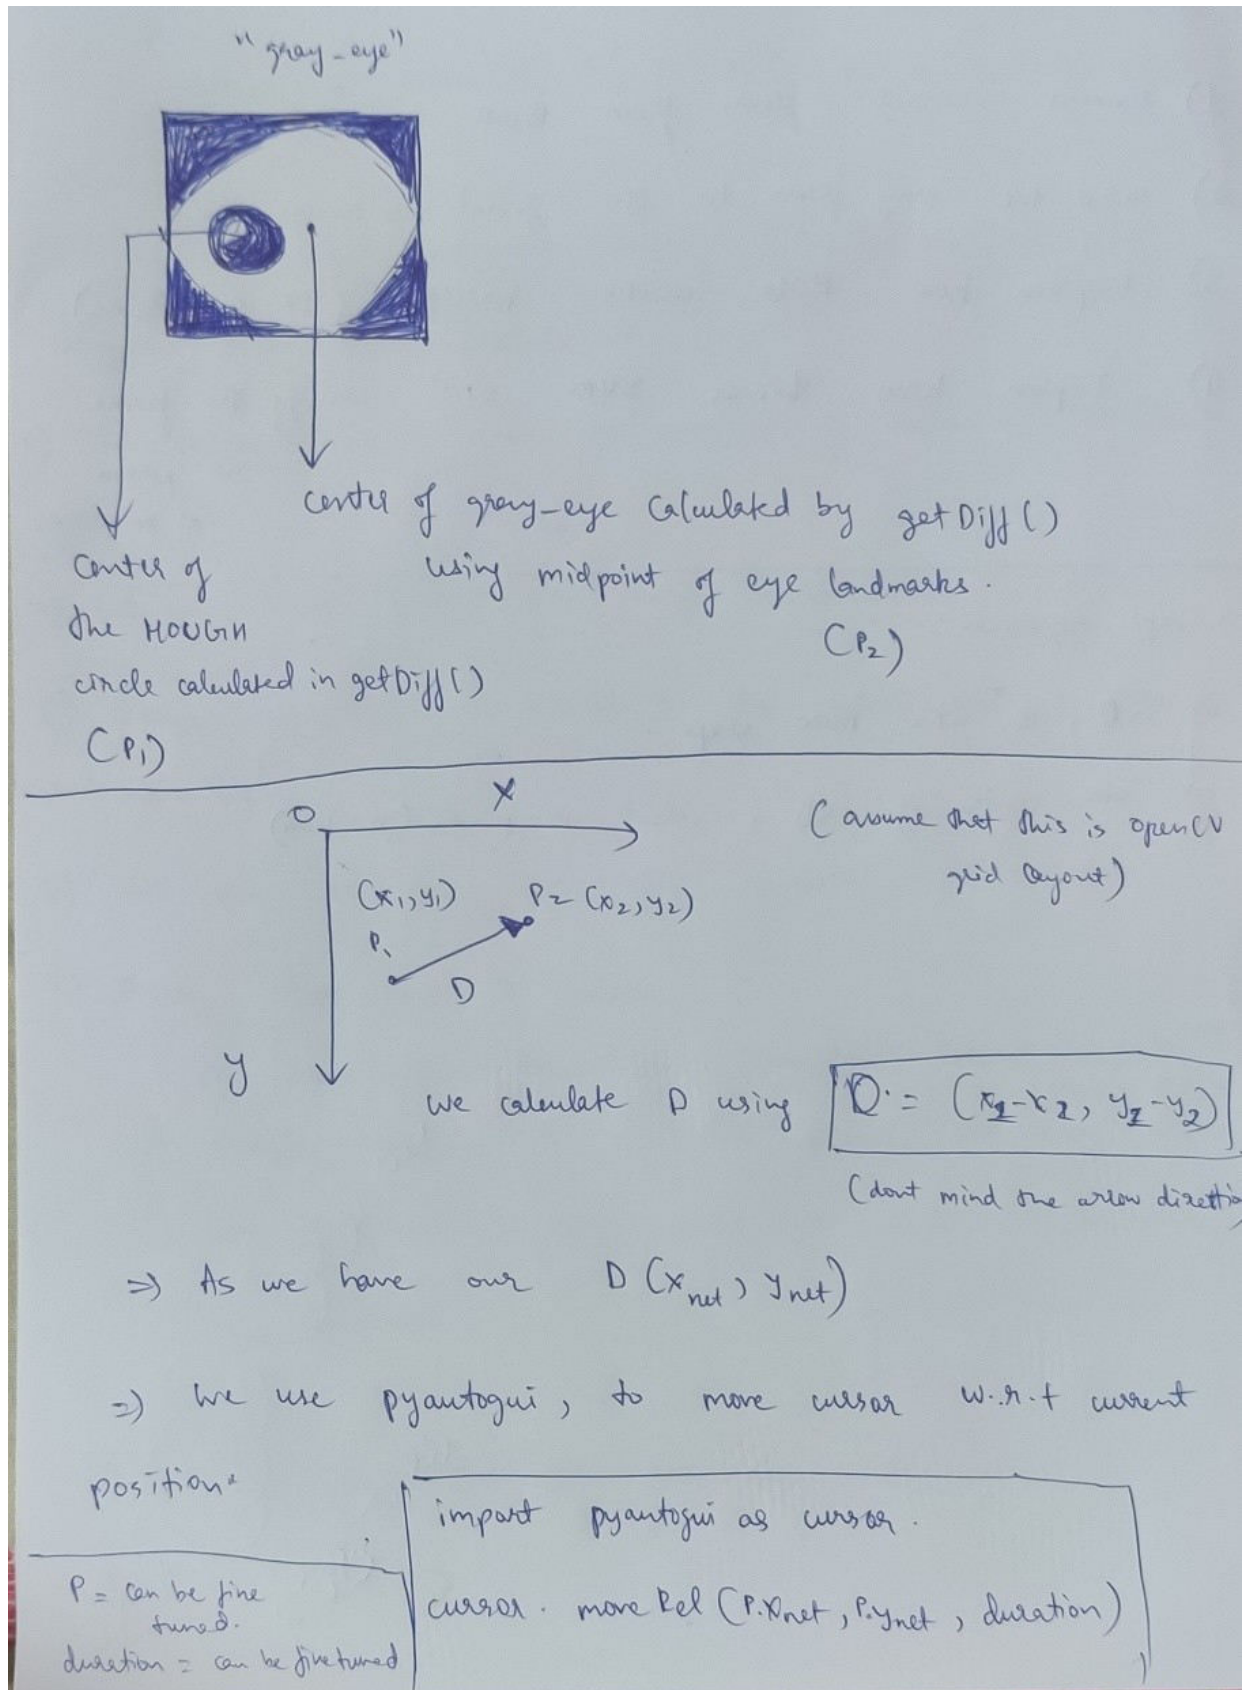 "gray-eye"
center of gray-eye calculated by getDiff()
using midpoint of eye landmarks.
(P2)
center of
the HOUGH
circle calculated in getDiff()
(P1)
O
X
(assume that this is openCV
grid layout)
(x1,y1)
P2 (x2,y2)
P1
D
y
we calculate D using
D = (x1-x2, y1-y2)
(dont mind the arrow direction
=> As we have our D (xnet, ynet)
=> we use pyautogui, to move cursor w.r.t current
position.
import pyautogui as cursor.
cursor. moveRel (P.xnet, P.ynet, duration)
P = can be fine
tuned.
duration = can be fine tuned